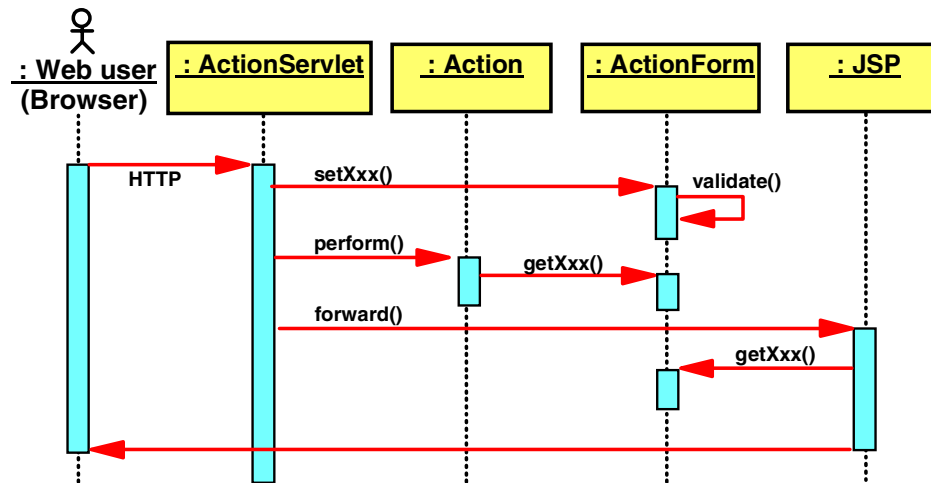 : Web user
(Browser)
: ActionServlet
: Action
: ActionForm
: JSP
HTTP
setXxx()
validate()
perform()
getXxx()
forward()
getXxx()